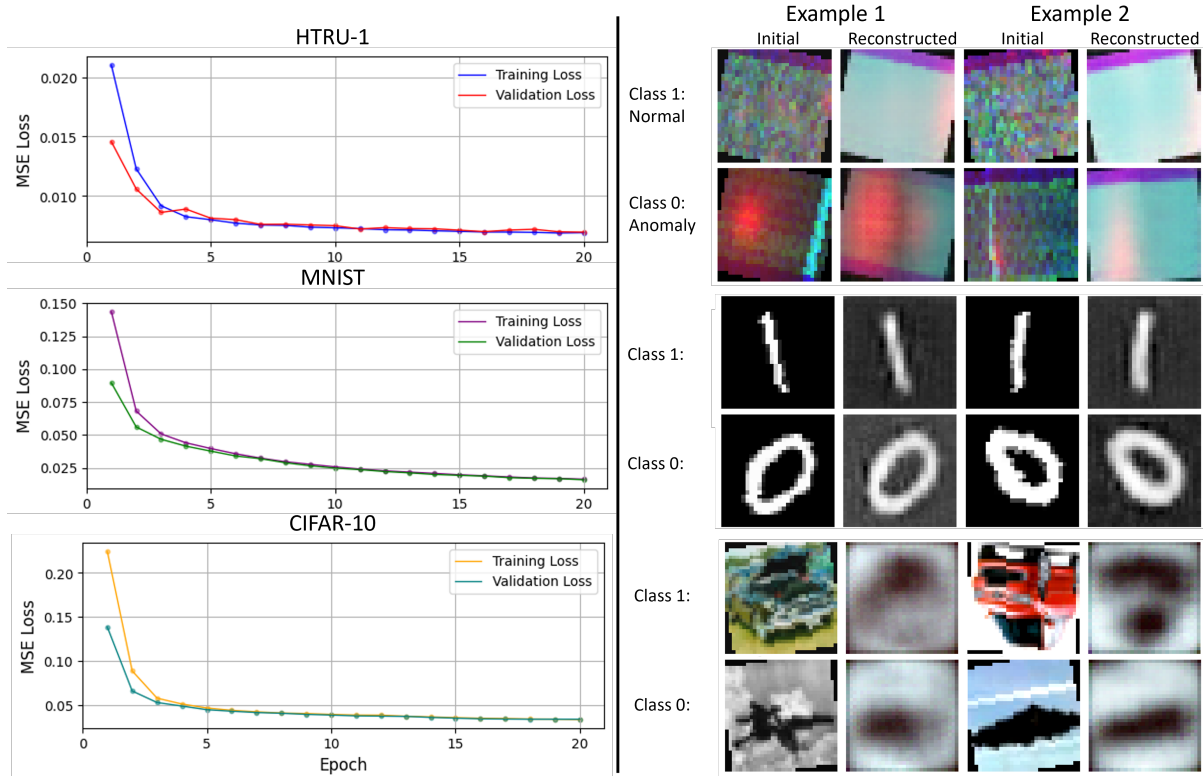 HTRU-1
MSE Loss
0.020
0.015
0.010
Training Loss
Validation Loss
0 5 10 15 20
MNIST
MSE Loss
0.150
0.125
0.100
0.075
0.050
0.025
Training Loss
Validation Loss
0 5 10 15 20
CIFAR-10
MSE Loss
0.20
0.15
0.10
0.05
Training Loss
Validation Loss
0 5 10 15 20
Epoch
Example 1 Example 2
Initial Reconstructed Initial Reconstructed
Class 1:
Normal
Class 0:
Anomaly
Class 1:
Class 0:
Class 1:
Class 0: